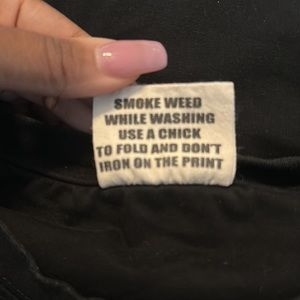 SMOKE WEED
WHILE WASHING
USE A CHICK
TO FOLD AND DON'T
IRON ON THE PRINT